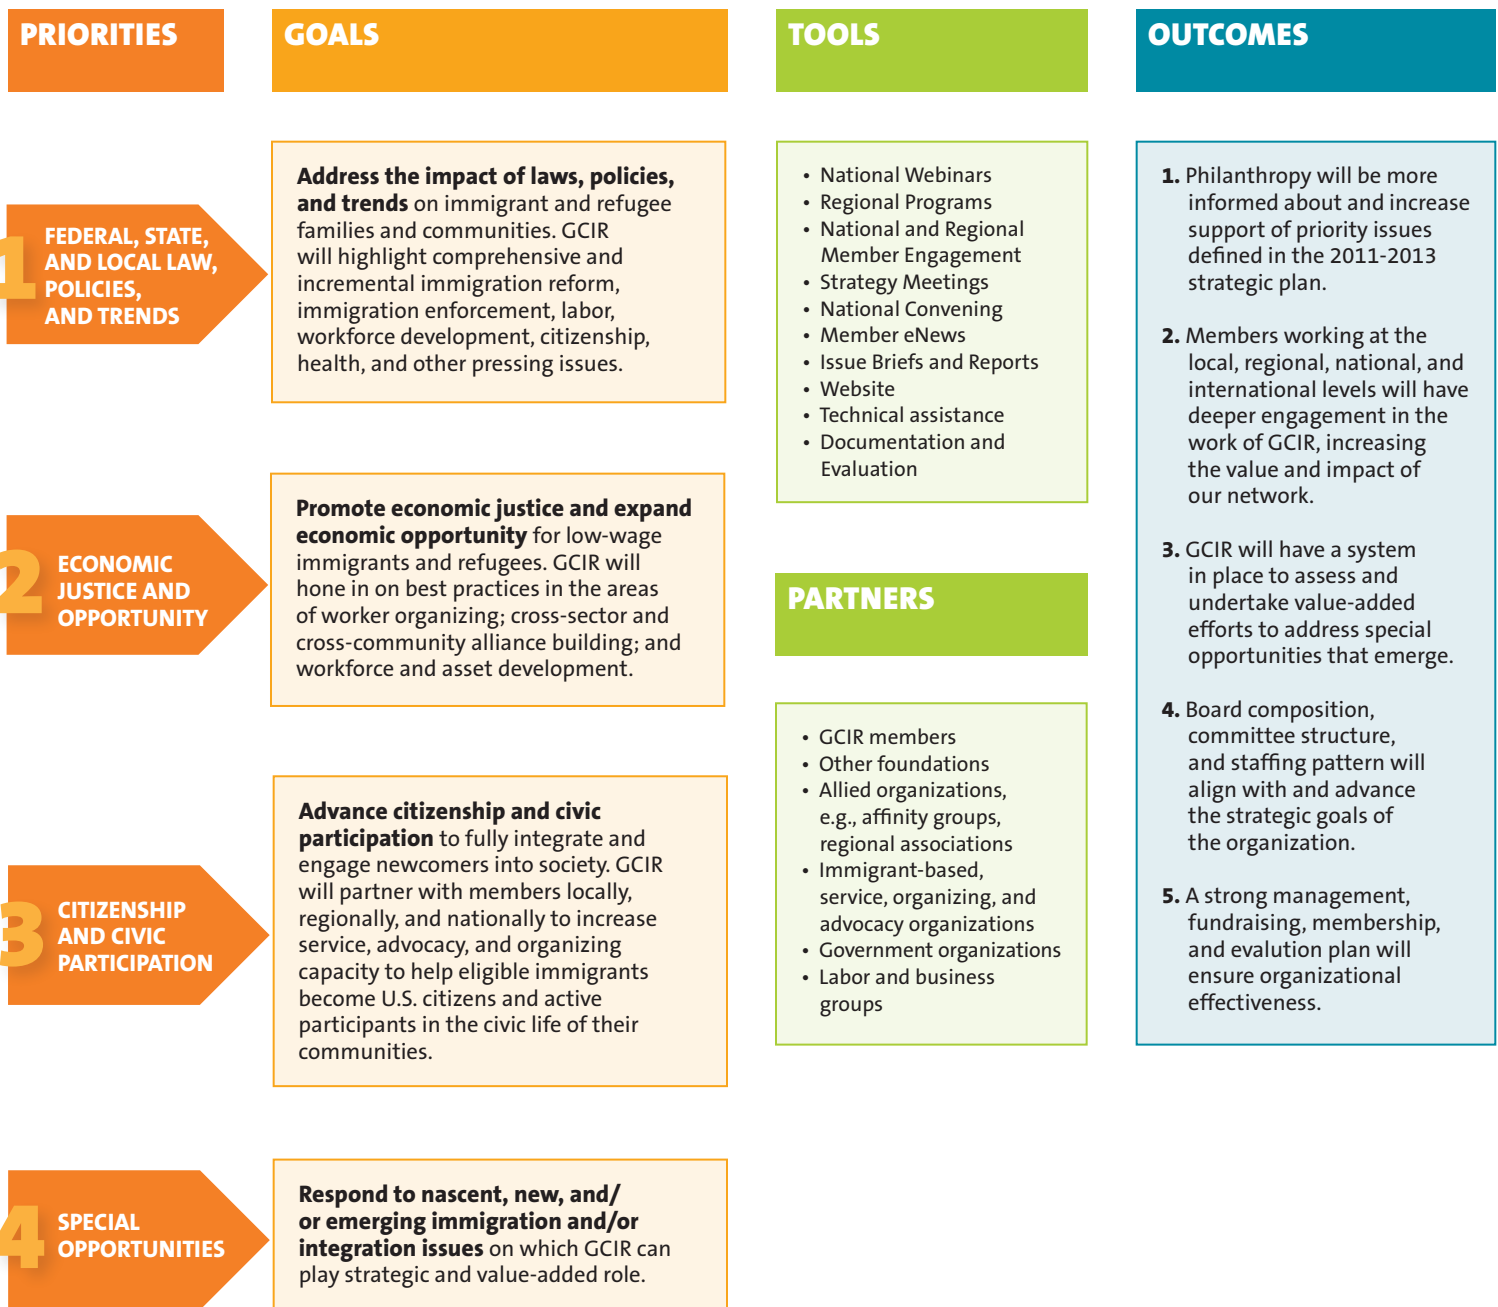 PRIORITIES
GOALS
TOOLS
OUTCOMES
1
FEDERAL, STATE,
AND LOCAL LAW,
POLICIES,
AND TRENDS
Address the impact of laws, policies,
and trends on immigrant and refugee
families and communities. GCIR
will highlight comprehensive and
incremental immigration reform,
immigration enforcement, labor,
workforce development, citizenship,
health, and other pressing issues.
2
ECONOMIC
JUSTICE AND
OPPORTUNITY
Promote economic justice and expand
economic opportunity for low-wage
immigrants and refugees. GCIR will
hone in on best practices in the areas
of worker organizing; cross-sector and
cross-community alliance building; and
workforce and asset development.
3
CITIZENSHIP
AND CIVIC
PARTICIPATION
Advance citizenship and civic
participation to fully integrate and
engage newcomers into society. GCIR
will partner with members locally,
regionally, and nationally to increase
service, advocacy, and organizing
capacity to help eligible immigrants
become U.S. citizens and active
participants in the civic life of their
communities.
4
SPECIAL
OPPORTUNITIES
Respond to nascent, new, and/
or emerging immigration and/or
integration issues on which GCIR can
play strategic and value-added role.
• National Webinars
• Regional Programs
• National and Regional
Member Engagement
• Strategy Meetings
• National Convening
• Member eNews
• Issue Briefs and Reports
• Website
• Technical assistance
• Documentation and
Evaluation
PARTNERS
• GCIR members
• Other foundations
• Allied organizations,
e.g., affinity groups,
regional associations
• Immigrant-based,
service, organizing, and
advocacy organizations
• Government organizations
• Labor and business
groups
1. Philanthropy will be more
informed about and increase
support of priority issues
defined in the 2011-2013
strategic plan.
2. Members working at the
local, regional, national, and
international levels will have
deeper engagement in the
work of GCIR, increasing
the value and impact of
our network.
3. GCIR will have a system
in place to assess and
undertake value-added
efforts to address special
opportunities that emerge.
4. Board composition,
committee structure,
and staffing pattern will
align with and advance
the strategic goals of
the organization.
5. A strong management,
fundraising, membership,
and evalution plan will
ensure organizational
effectiveness.